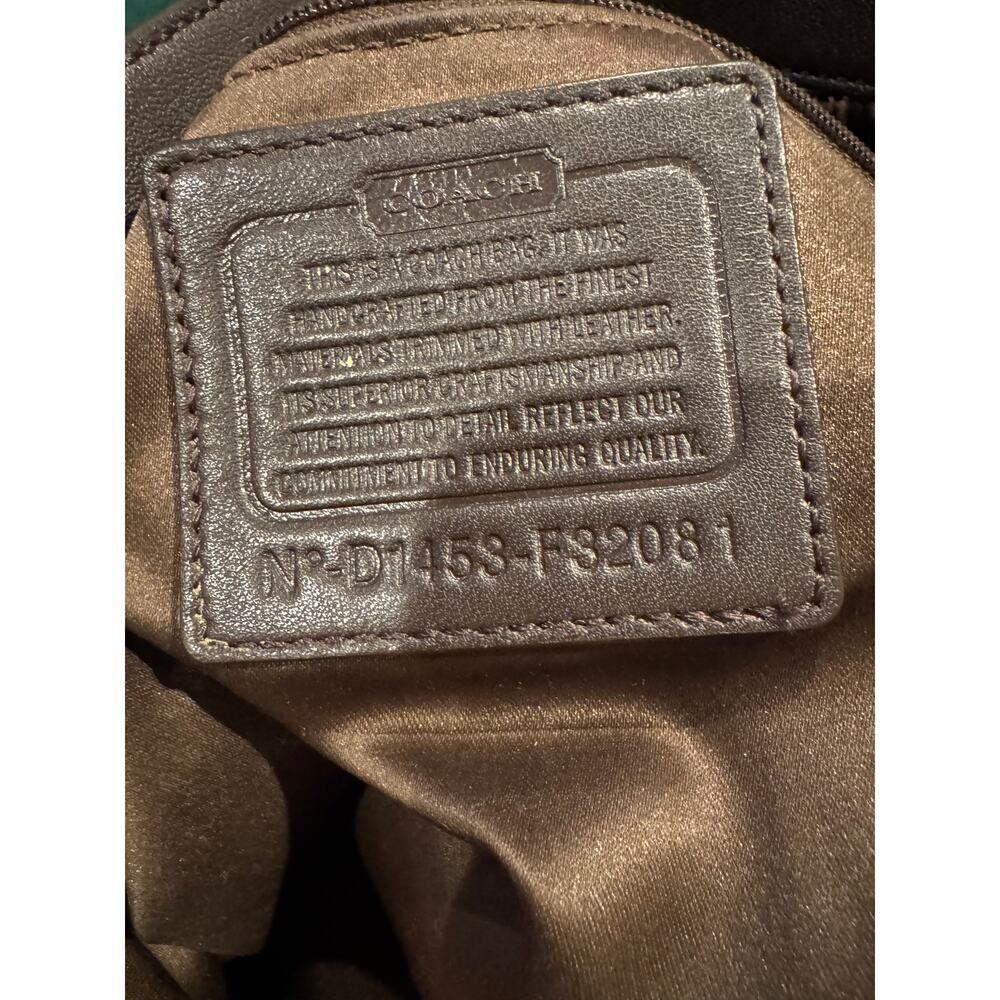 COACH
THIS IS A COACH BAG. IT WAS
HANDCRAFTED FROM THE FINEST
MATERIALS TRIMMED WITH LEATHER.
ITS SUPERIOR CRAFTSMANSHIP AND
ATTENTION TO DETAIL REFLECT OUR
COMMITMENT TO ENDURING QUALITY.
Nº-D1453-F32081